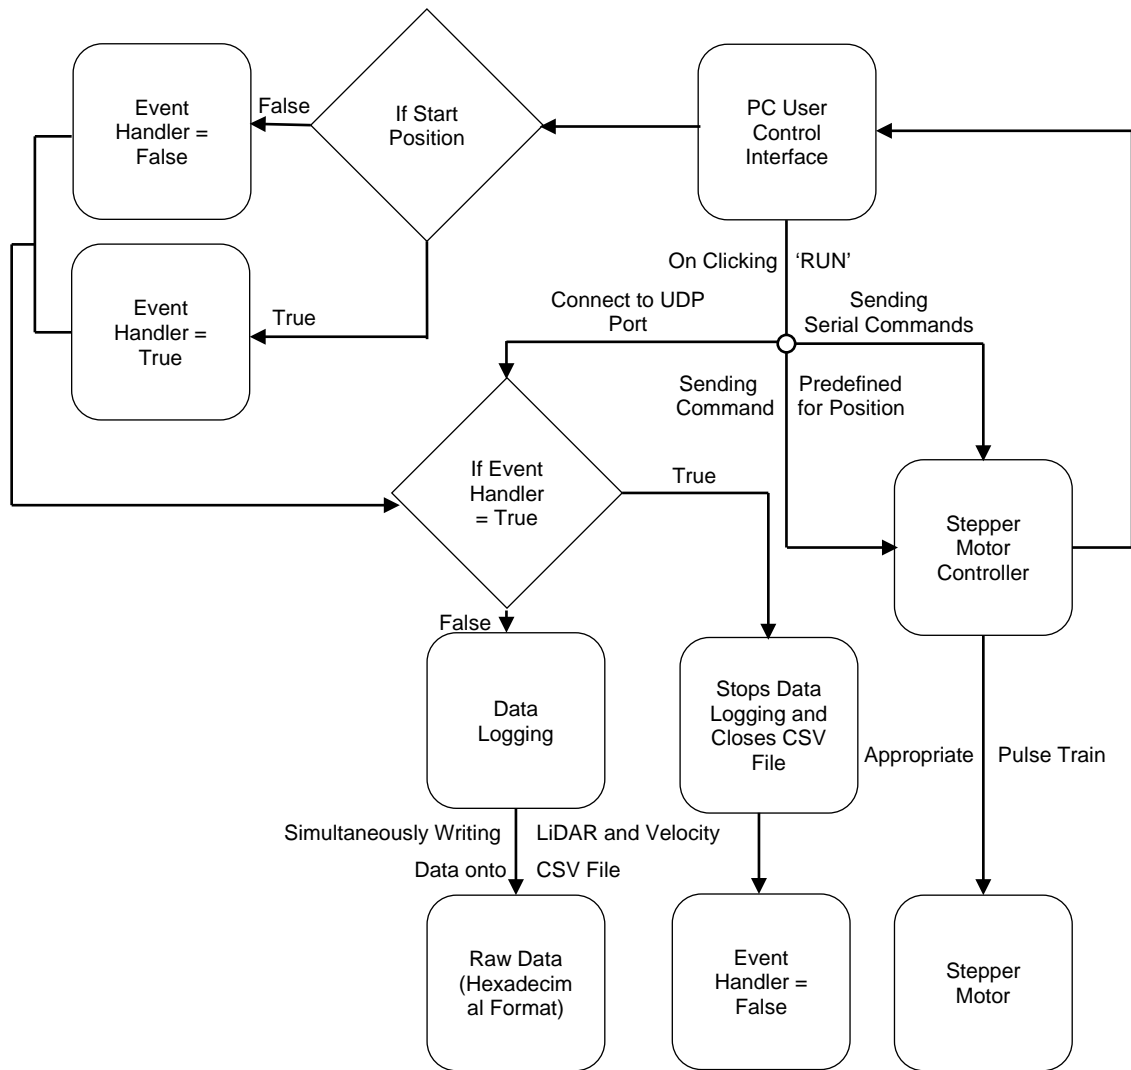 Event
Handler =
False
False
If Start
Position
PC User
Control
Interface
Event
Handler =
True
True
On Clicking 'RUN'
Connect to UDP
Port
Sending
Serial Commands
Sending Predefined
Command for Position
If Event
Handler
= True
True
False
Stepper
Motor
Controller
Data
Logging
Stops Data
Logging and
Closes CSV
File
Appropriate Pulse Train
Simultaneously Writing LiDAR and Velocity
Data onto CSV File
Raw Data
(Hexadecim
al Format)
Event
Handler =
False
Stepper
Motor